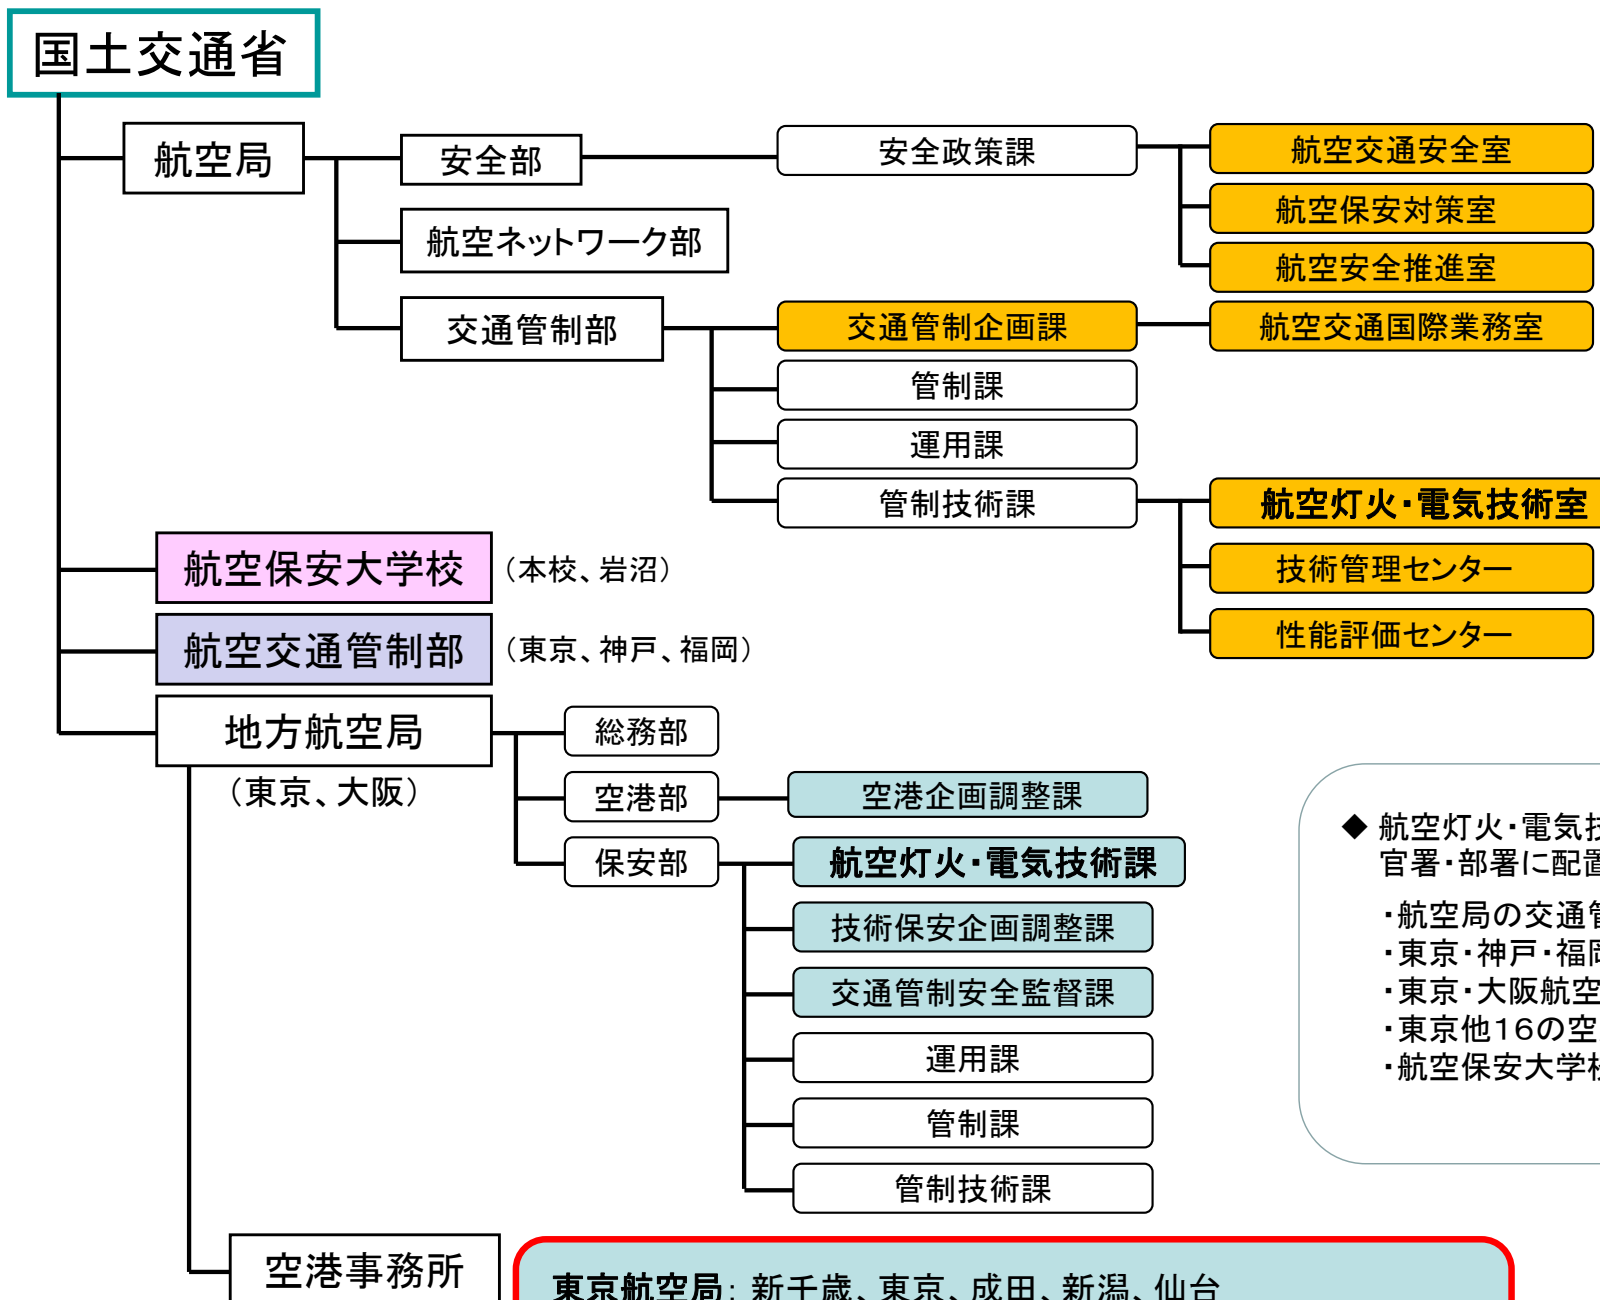 国土交通省
航空局
安全部
安全政策課
航空交通安全室
航空保安対策室
航空安全推進室
航空ネットワーク部
交通管制部
交通管制企画課
航空交通国際業務室
管制課
運用課
管制技術課
航空灯火・電気技術室
技術管理センター
性能評価センター
航空保安大学校
（本校、岩沼）
航空交通管制部
（東京、神戸、福岡）
地方航空局
（東京、大阪）
総務部
空港部
空港企画調整課
保安部
航空灯火・電気技術課
技術保安企画調整課
交通管制安全監督課
運用課
管制課
管制技術課
◆ 航空灯火・電気技
官署・部署に配置
・航空局の交通管
・東京・神戸・福岡
・東京・大阪航空
・東京他１６の空
・航空保安大学校
空港事務所
東京航空局：新千歳、東京、成田、新潟、仙台